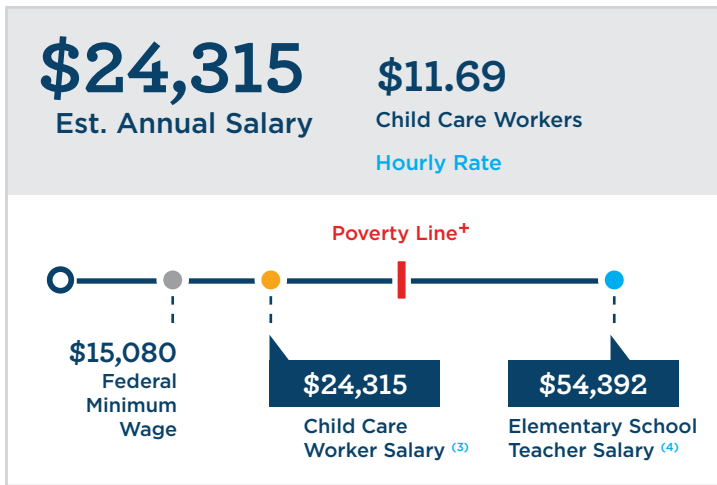 $24,315
Est. Annual Salary
$11.69
Child Care Workers
Hourly Rate
Poverty Line+
$15,080
Federal
Minimum
Wage
$24,315
Child Care
Worker Salary (3)
$54,392
Elementary School
Teacher Salary (4)